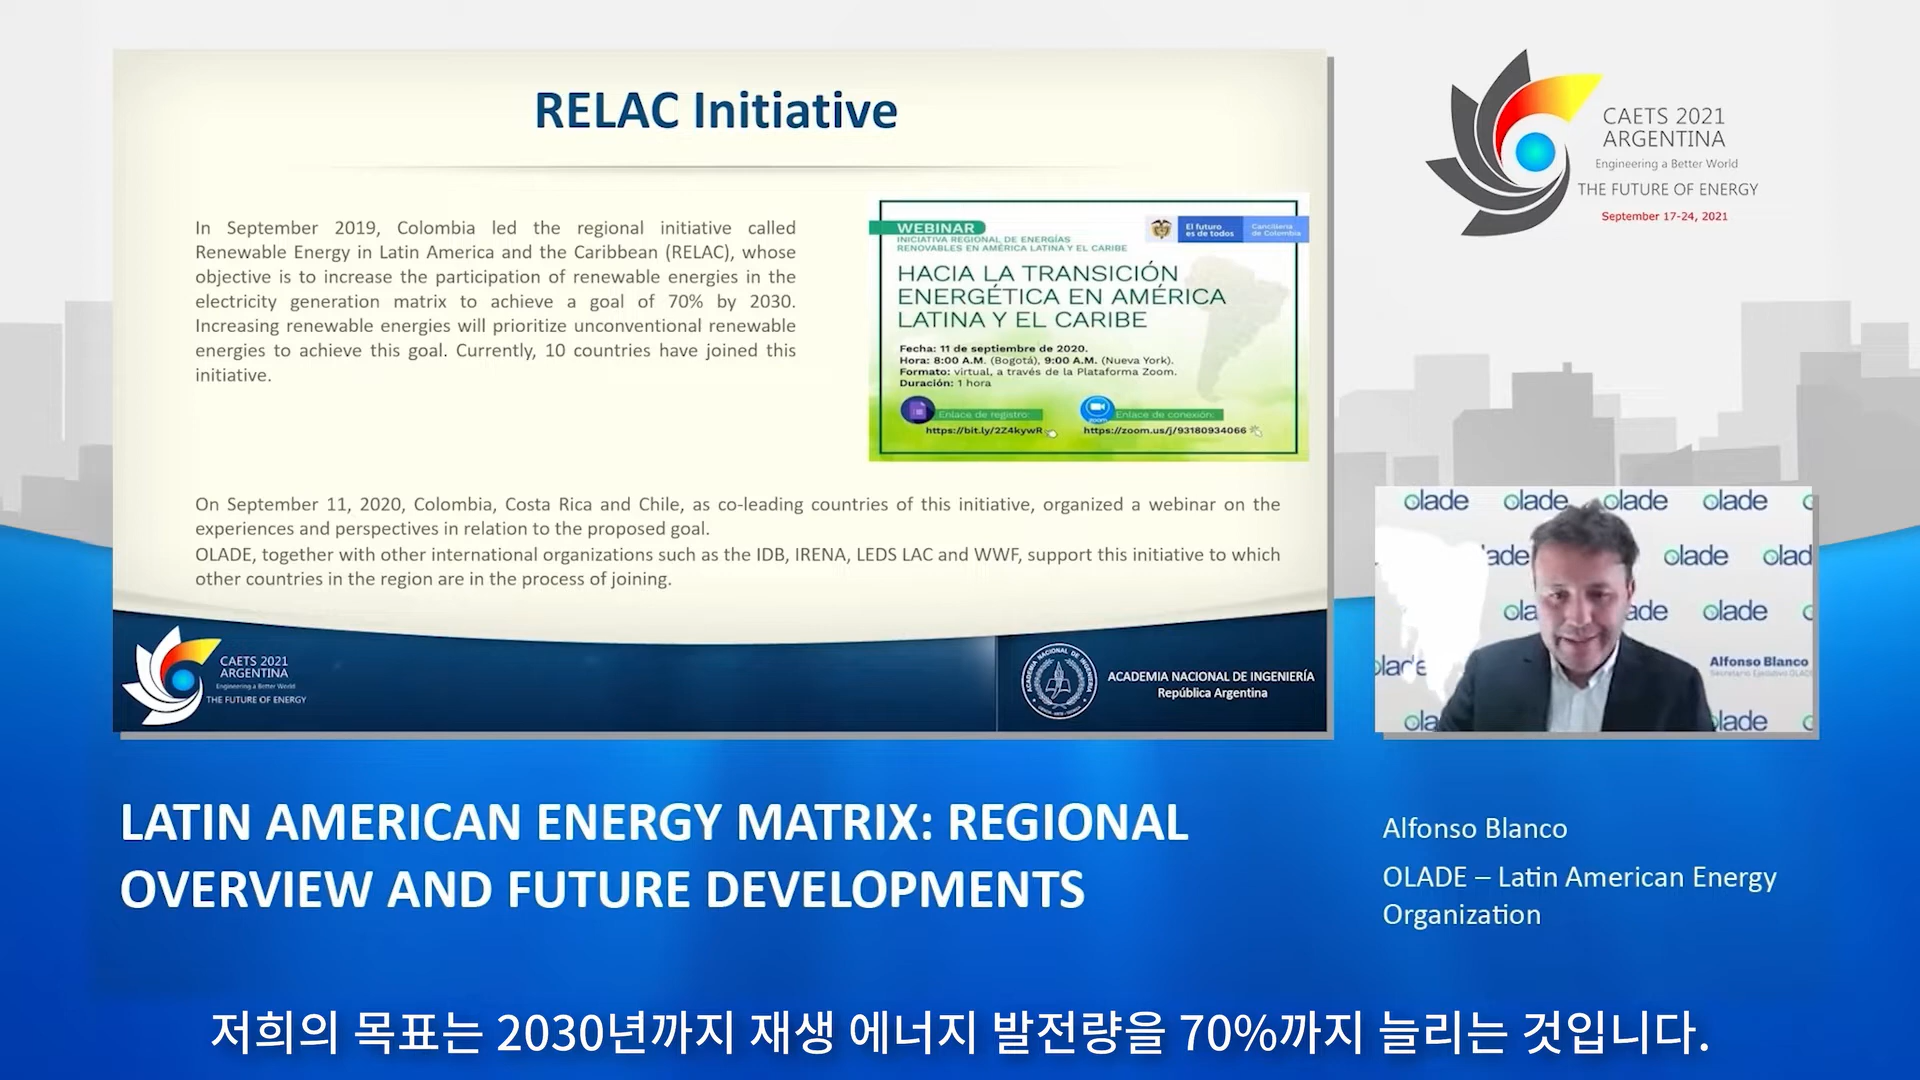 RELAC Initiative
In September 2019, Colombia led the regional initiative called
Renewable Energy in Latin America and the Caribbean (RELAC), whose
objective is to increase the participation of renewable energies in the
electricity generation matrix to achieve a goal of 70% by 2030.
Increasing renewable energies will prioritize unconventional renewable
energies to achieve this goal. Currently, 10 countries have joined this
initiative.
WEBINAR
INICIATIVA REGIONAL DE ENERGÍAS
RENOVABLES EN AMÉRICA LATINA Y EL CARIBE
El futuro
es de todos
Cancillería
de Colombia
HACIA LA TRANSICIÓN
ENERGÉTICA EN AMÉRICA
LATINA Y EL CARIBE
Fecha: 11 de septiembre de 2020.
Hora: 8:00 A.M. (Bogotá), 9:00 A.M. (Nueva York).
Formato: virtual, a través de la Plataforma Zoom.
Duración: 1 hora
Enlace de registro:
https://bit.ly/2Z4kywR
Enlace de conexión:
https://zoom.us/j/93180934066
On September 11, 2020, Colombia, Costa Rica and Chile, as co-leading countries of this initiative, organized a webinar on the
experiences and perspectives in relation to the proposed goal.
OLADE, together with other international organizations such as the IDB, IRENA, LEDS LAC and WWF, support this initiative to which
other countries in the region are in the process of joining.
CAETS 2021
ARGENTINA
Engineering a Better World
THE FUTURE OF ENERGY
ACADEMIA NACIONAL DE INGENIERÍA
ACADEMIA NACIONAL DE INGENIERÍA
República Argentina
CAETS 2021
ARGENTINA
Engineering a Better World
THE FUTURE OF ENERGY
September 17-24, 2021
olade olade olade olade
olade olade
olade
olade
Alfonso Blanco
Secretario Ejecutivo OLADE
LATIN AMERICAN ENERGY MATRIX: REGIONAL
OVERVIEW AND FUTURE DEVELOPMENTS
Alfonso Blanco
OLADE – Latin American Energy
Organization
저희의 목표는 2030년까지 재생 에너지 발전량을 70%까지 늘리는 것입니다.